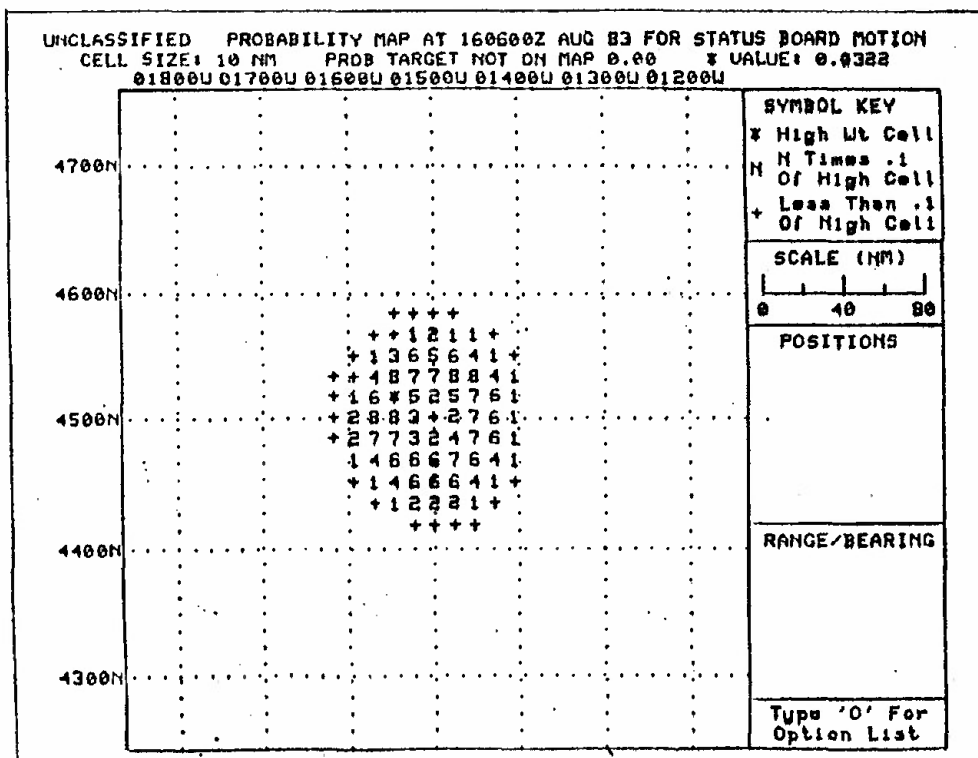 UNCLASSIFIED PROBABILITY MAP AT 160600Z AUG 83 FOR STATUS BOARD MOTION
CELL SIZE: 10 NM PROB TARGET NOT ON MAP 0.00 * VALUE: 0.0322
01800W 01700W 01600W 01500W 01400W 01300W 01200W
4700N
4600N
+ + + +
+ + 1 2 1 1 +
+ 1 3 6 5 6 4 1 +
+ + 4 8 7 7 8 8 4 1
+ 1 6 * 5 2 5 7 6 1
4500N + 2 8 8 3 + 2 7 6 1
+ 2 7 7 3 2 4 7 6 1
1 4 6 6 6 7 6 4 1
+ 1 4 6 6 6 4 1 +
+ 1 2 2 2 1 +
+ + + +
4400N
4300N
SYMBOL KEY
* High Wt Cell
N N Times .1
Of High Cell
+ Less Than .1
Of High Cell
SCALE (NM)
0 40 80
POSITIONS
RANGE/BEARING
Type 'O' For
Option List